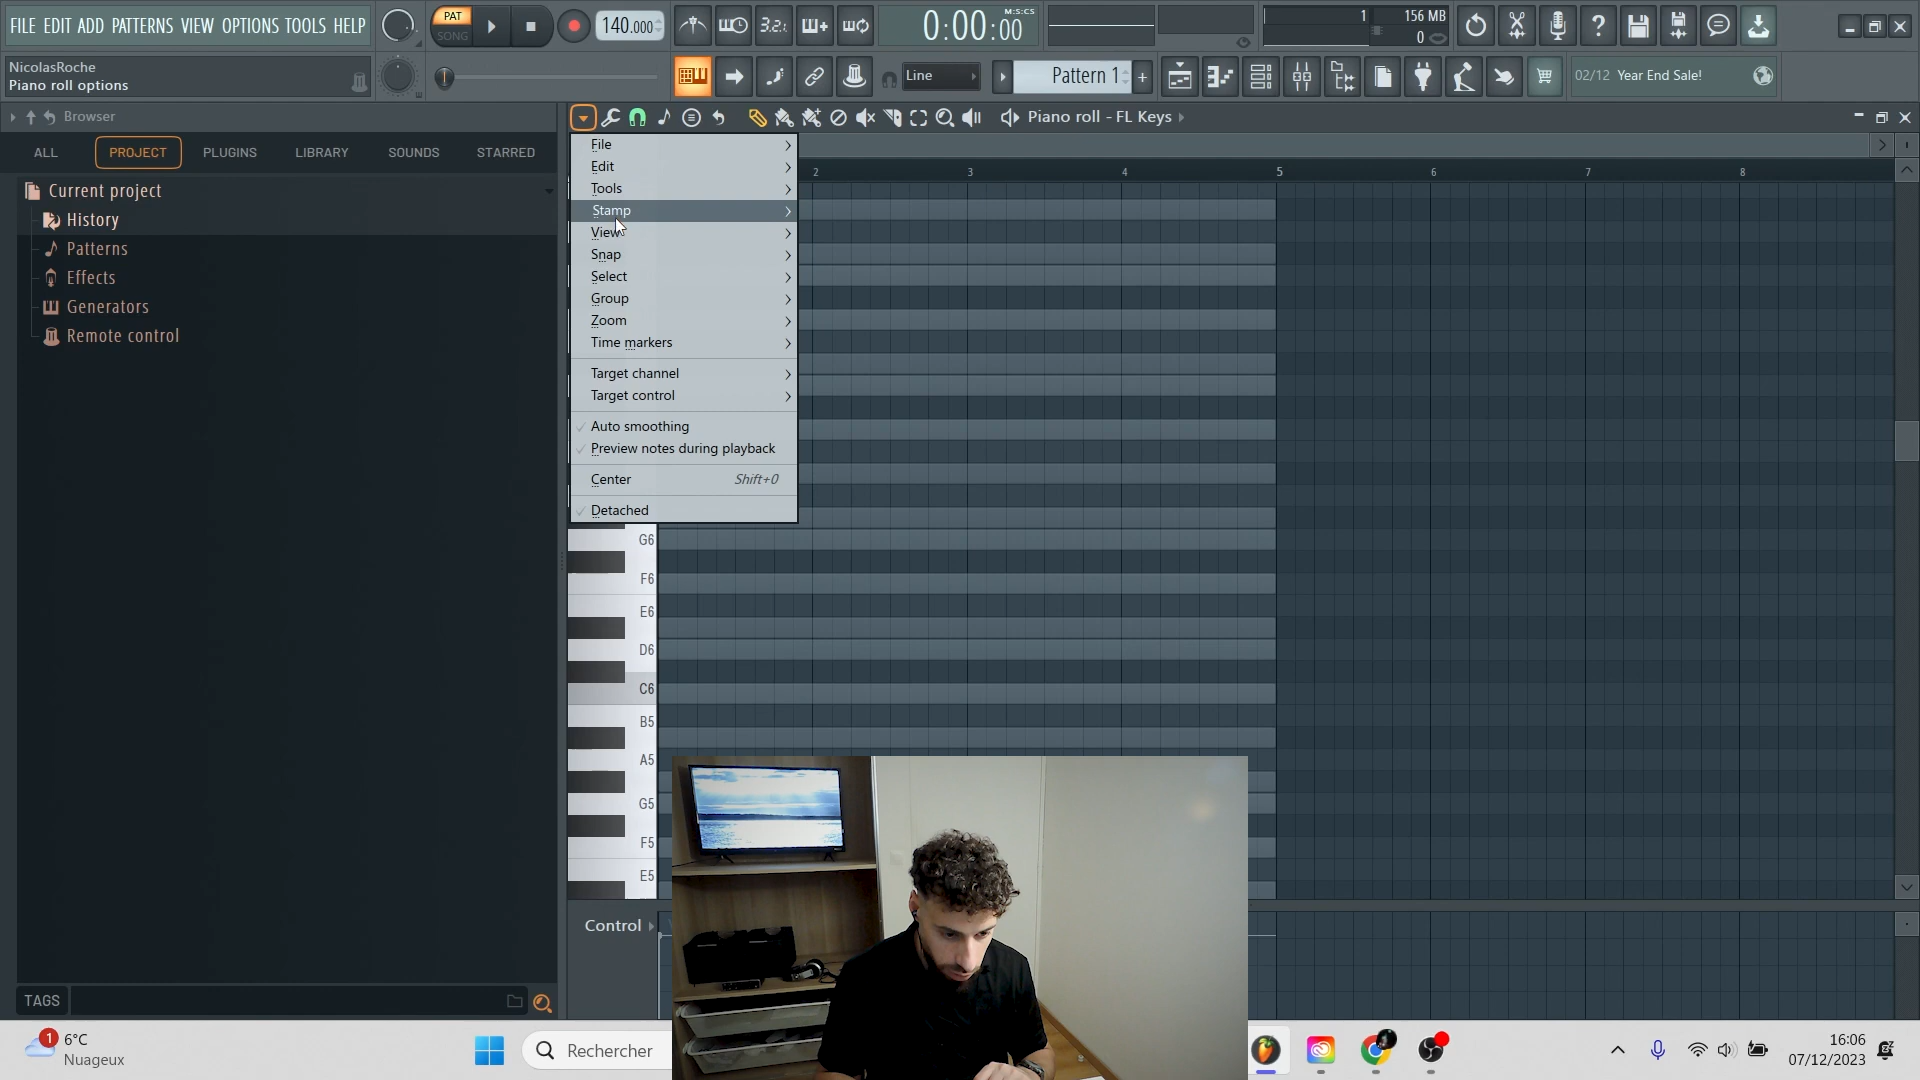 FILE EDIT ADD PATTERNS VIEW OPTIONS TOOLS HELP
PAT
SONG
140.000
3.2.
0:00:00
M:S:CS
1
156 MB
0
NicolasRoche
Piano roll options
Line
Pattern 1
02/12 Year End Sale!
Browser
Piano roll - FL Keys
ALL
PROJECT
PLUGINS
LIBRARY
SOUNDS
STARRED
Current project
History
Patterns
Effects
Generators
Remote control
File
Edit
Tools
Stamp
View
Snap
Select
Group
Zoom
Time markers
Target channel
Target control
Auto smoothing
Preview notes during playback
Center Shift+0
Detached
2
3
4
5
6
7
8
G6
F6
E6
D6
C6
B5
A5
G5
F5
E5
Control
TAGS
1
6°C
Nuageux
Rechercher
16:06
07/12/2023